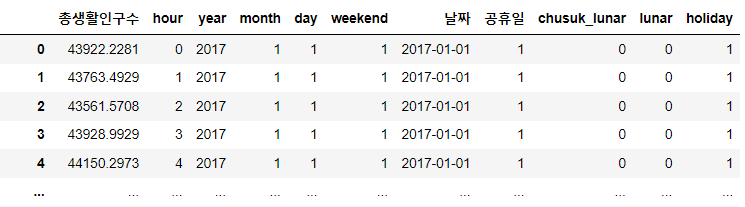 총생활인구수 hour year month day weekend 날짜 공휴일 chusuk_lunar lunar holiday
0 43922.2281 0 2017 1 1 1 2017-01-01 1 0 0 1
1 43763.4929 1 2017 1 1 1 2017-01-01 1 0 0 1
2 43561.5708 2 2017 1 1 1 2017-01-01 1 0 0 1
3 43928.9929 3 2017 1 1 1 2017-01-01 1 0 0 1
4 44150.2973 4 2017 1 1 1 2017-01-01 1 0 0 1
... ... ... ... ... ... ... ... ... ... ... ...